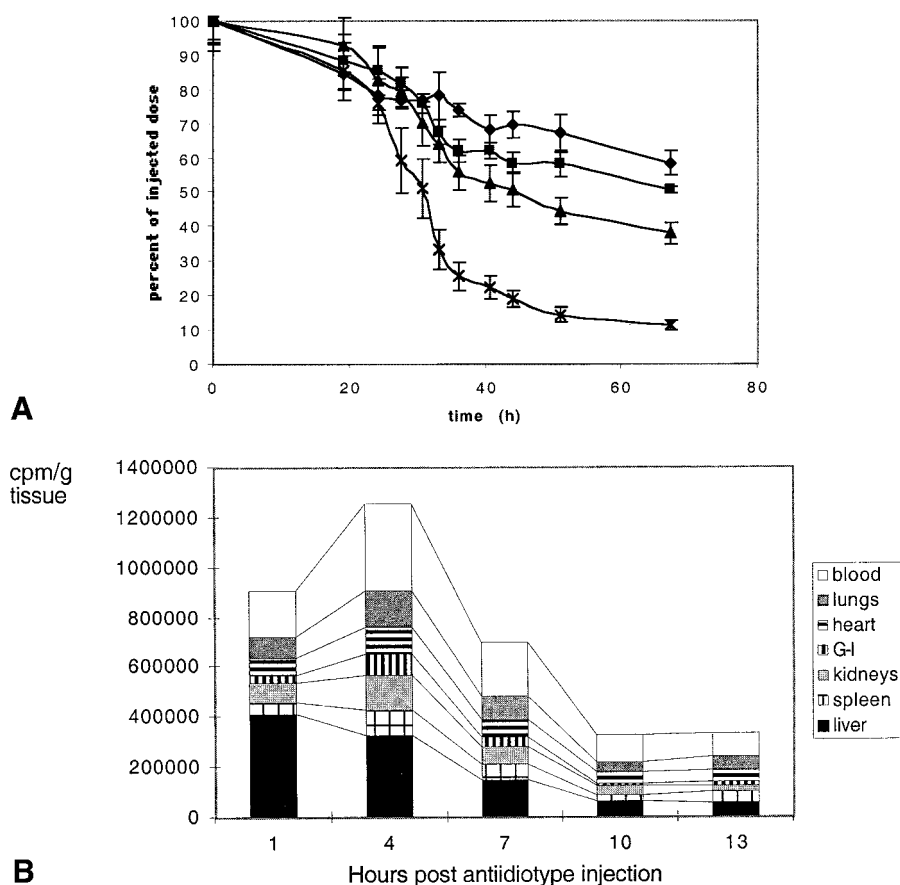 100
90
80
70
60
50
40
30
20
10
0
percent of injected dose
0 20 40 60 80
time (h)
A
cpm/g
tissue
1400000
1200000
1000000
800000
600000
400000
200000
0
1 4 7 10 13
Hours post antiidiotype injection
blood
lungs
heart
G-I
kidneys
spleen
liver
B